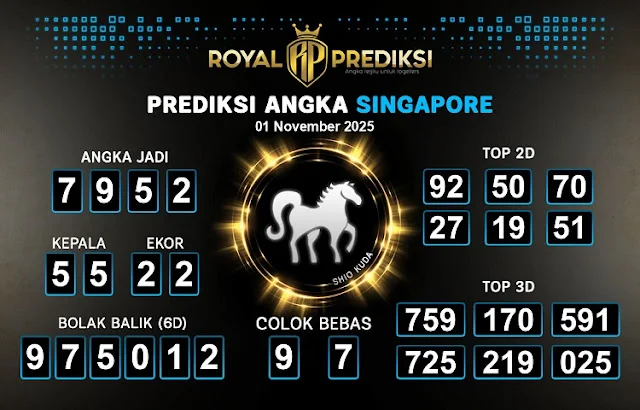 ROYAL RP PREDIKSI
Angka rejitu untuk togelers
PREDIKSI ANGKA SINGAPORE
01 November 2025
ANGKA JADI
7 9 5 2
KEPALA EKOR
5 5 2 2
BOLAK BALIK (6D)
9 7 5 0 1 2
SHIO KUDA
COLOK BEBAS
9 7
TOP 2D
92 50 70
27 19 51
TOP 3D
759 170 591
725 219 025